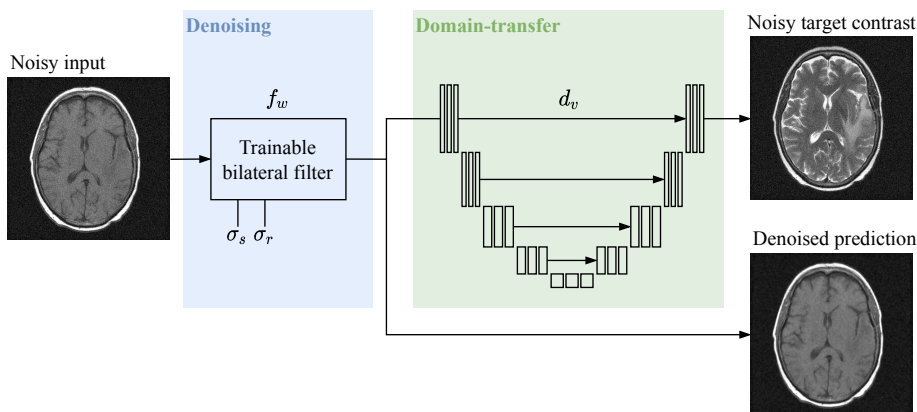 Denoising
Domain-transfer
Noisy target contrast
Noisy input
f_w
d_v
Trainable
bilateral filter
σ_s σ_r
Denoised prediction